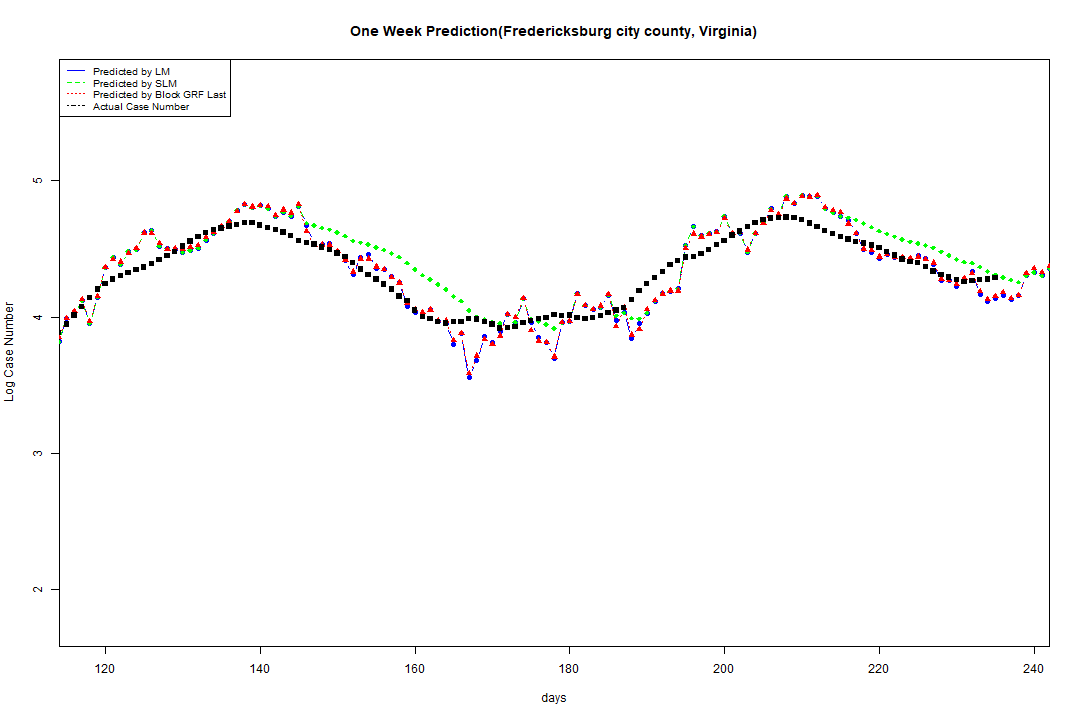 One Week Prediction(Fredericksburg city county, Virginia)
Predicted by LM
Predicted by SLM
Predicted by Block GRF Last
Actual Case Number
Log Case Number
5
4
3
2
120 140 160 180 200 220 240
days